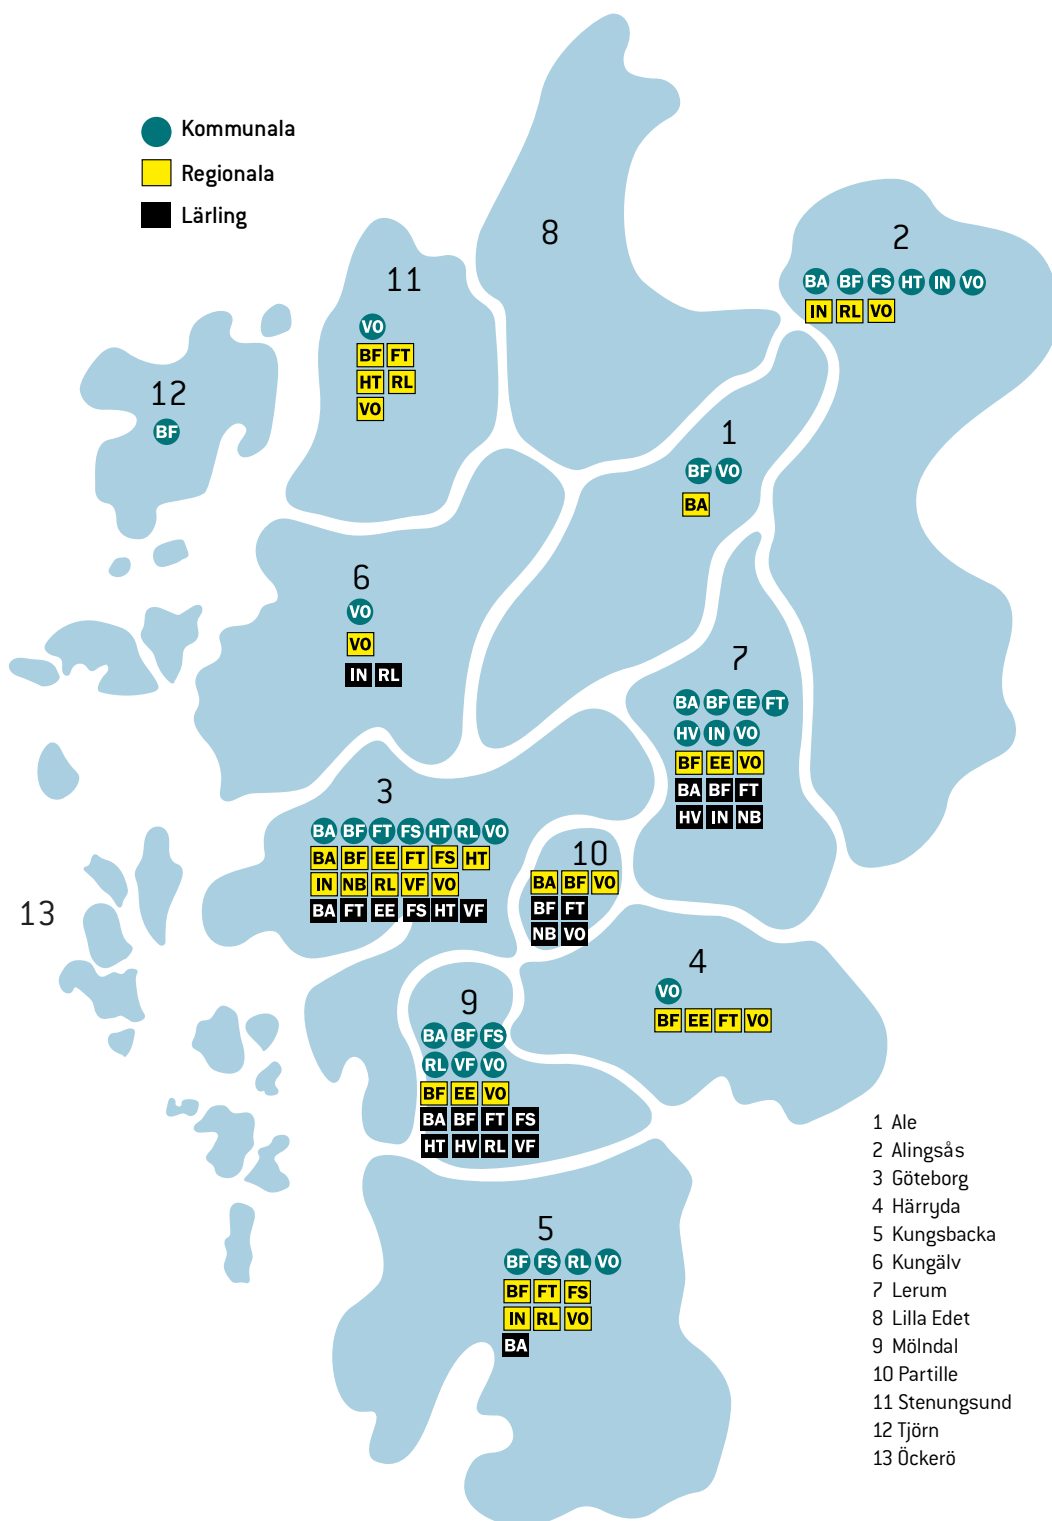 Kommunala
Regionala
Lärling
8
2
BA BF FS HT IN VO
IN RL VO
11
VO
BF FT
HT RL
VO
12
BF
1
BF VO
BA
6
VO
VO
IN RL
7
BA BF EE FT
HV IN VO
BF EE VO
BA BF FT
HV IN NB
3
BA BF FT FS HT RL VO
BA BF EE FT FS HT
IN NB RL VF VO
BA FT EE FS HT VF
10
BA BF VO
BF FT
NB VO
13
4
VO
BF EE FT VO
9
BA BF FS
RL VF VO
BF EE VO
BA BF FT FS
HT HV RL VF
5
BF FS RL VO
BF FT FS
IN RL VO
BA
1 Ale
2 Alingsås
3 Göteborg
4 Härryda
5 Kungsbacka
6 Kungälv
7 Lerum
8 Lilla Edet
9 Mölndal
10 Partille
11 Stenungsund
12 Tjörn
13 Öckerö